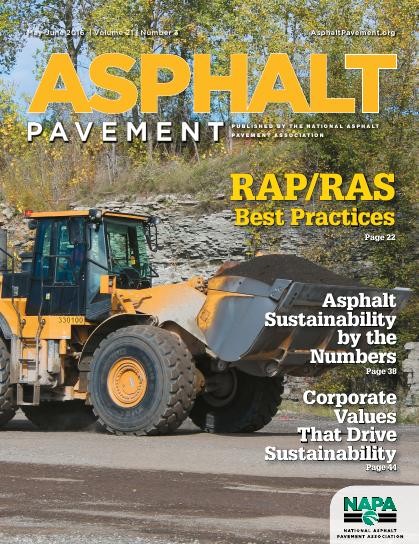 May-June 2016 | Volume 21 | Number 3
AsphaltPavement.org
ASPHALT
PAVEMENT
PUBLISHED BY THE NATIONAL ASPHALT
PAVEMENT ASSOCIATION
RAP/RAS
Best Practices
Page 22
Asphalt
Sustainability
by the
Numbers
Page 38
Corporate
Values
That Drive
Sustainability
Page 44
330100
NAPA
NATIONAL ASPHALT
PAVEMENT ASSOCIATION